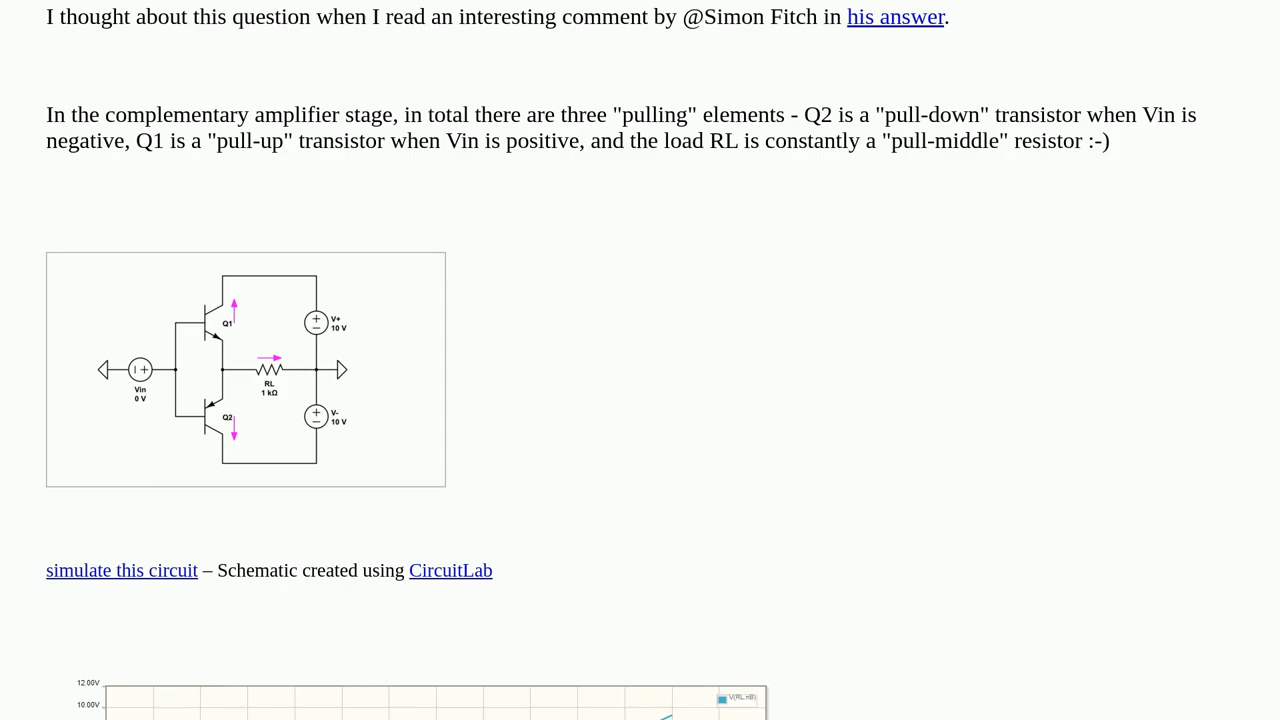 I thought about this question when I read an interesting comment by @Simon Fitch in his answer.
In the complementary amplifier stage, in total there are three "pulling" elements - Q2 is a "pull-down" transistor when Vin is
negative, Q1 is a "pull-up" transistor when Vin is positive, and the load RL is constantly a "pull-middle" resistor :-)
Q1
V+
10 V
Vin
0 V
RL
1 kΩ
Q2
V-
10 V
simulate this circuit – Schematic created using CircuitLab
12.00V
10.00V
V(RL.nB)